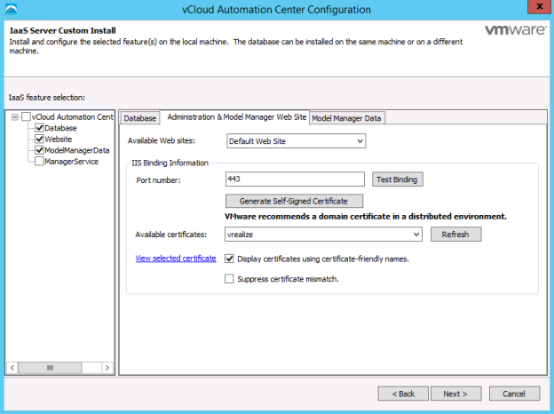 vCloud Automation Center Configuration
x
IaaS Server Custom Install
Install and configure the selected feature(s) on the local machine. The database can be installed on the same machine or on a different
machine.
vmware
IaaS feature selection:
vCloud Automation Cent
Database
Website
ModelManagerData
ManagerService
Database
Administration & Model Manager Web Site
Model Manager Data
Available Web sites:
Default Web Site
IIS Binding Information
Port number:
443
Test Binding
Generate Self-Signed Certificate
VMware recommends a domain certificate in a distributed environment.
Available certificates:
vrealize
Refresh
View selected certificate
Display certificates using certificate-friendly names.
Suppress certificate mismatch.
< Back
Next >
Cancel